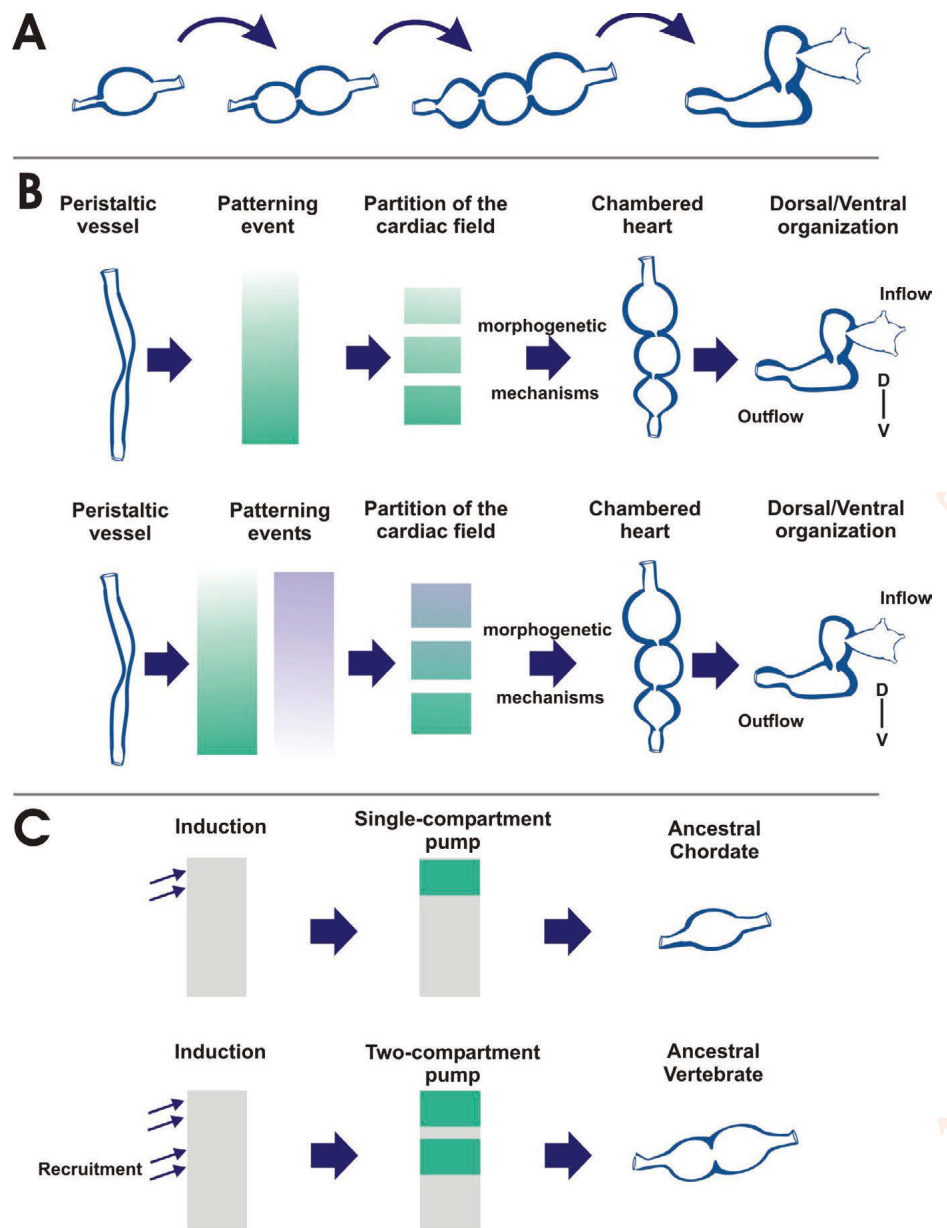 A
B
Peristaltic vessel
Patterning event
Partition of the cardiac field
Chambered heart
Dorsal/Ventral organization
morphogenetic
mechanisms
Inflow
Outflow
D
V
Peristaltic vessel
Patterning events
Partition of the cardiac field
Chambered heart
Dorsal/Ventral organization
morphogenetic
mechanisms
Inflow
Outflow
D
V
C
Induction
Single-compartment pump
Ancestral Chordate
Induction
Two-compartment pump
Ancestral Vertebrate
Recruitment